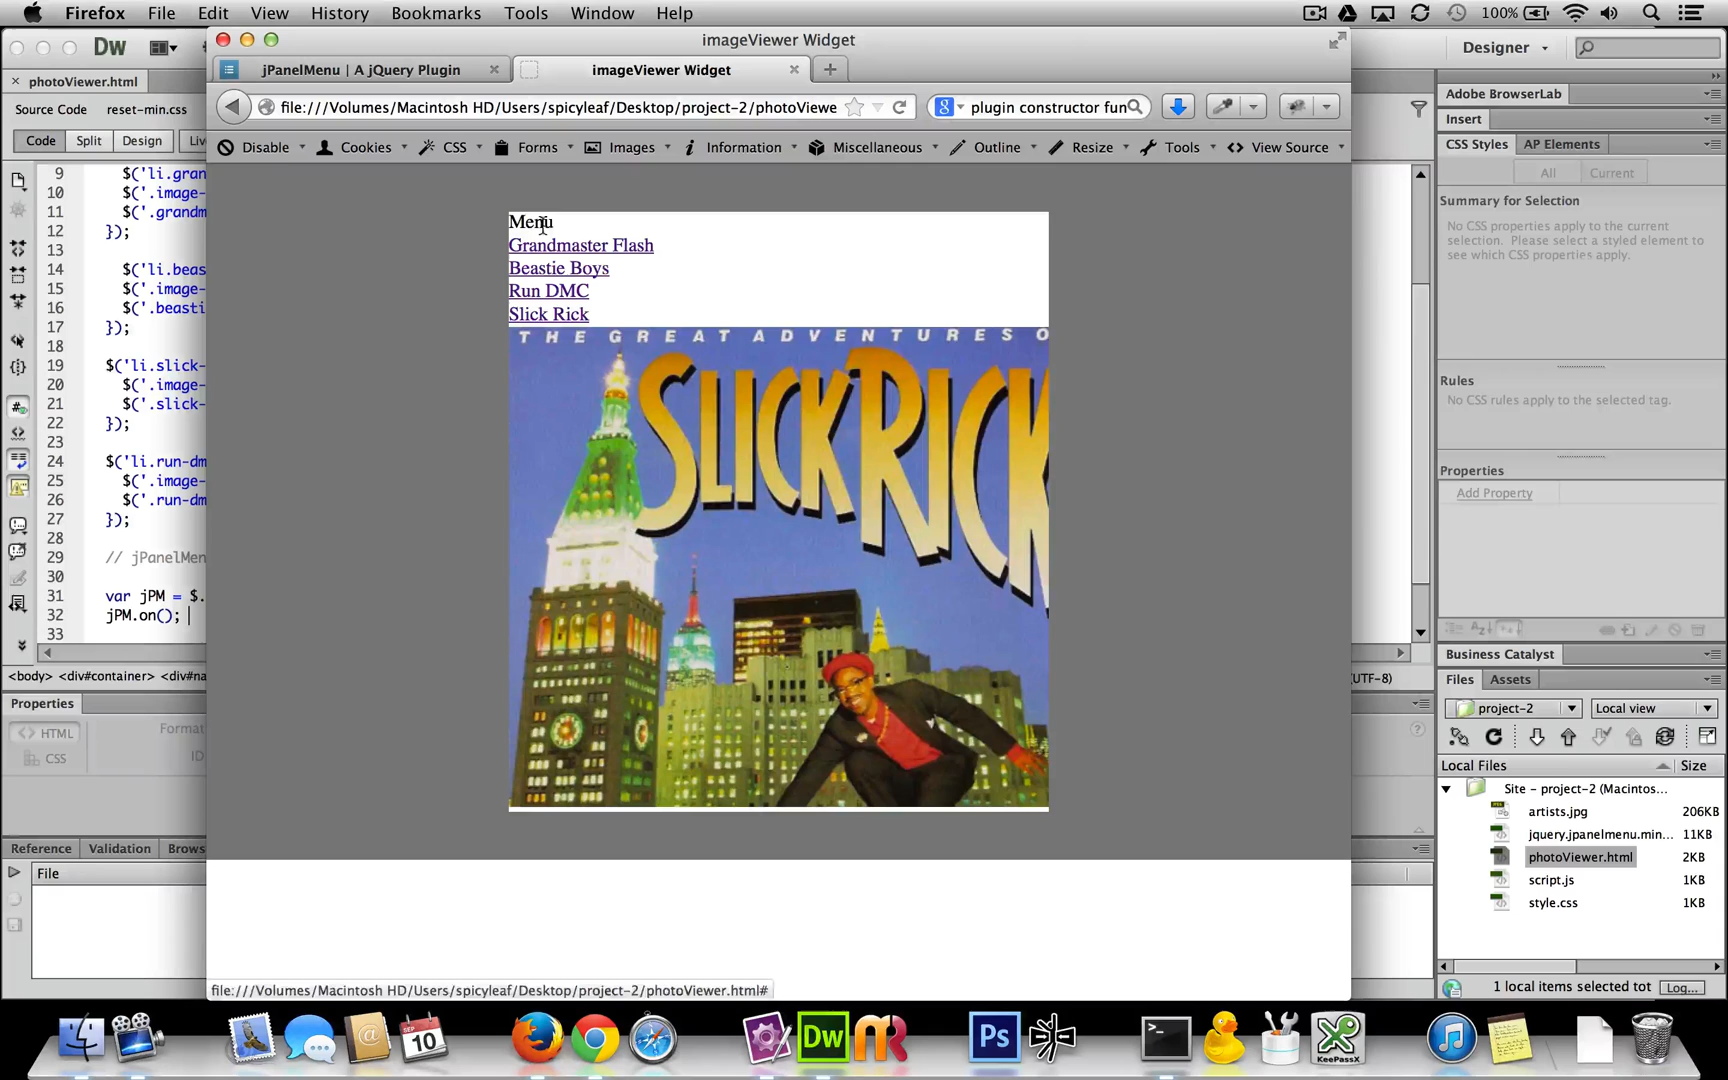 Firefox File Edit View History Bookmarks Tools Window Help 100%
Dw
imageViewer Widget
Designer
photoViewer.html
jPanelMenu | A jQuery Plugin
imageViewer Widget
Source Code reset-min.css
file:///Volumes/Macintosh HD/Users/spicyleaf/Desktop/project-2/photoViewe
plugin constructor fun
Code Split Design Liv
Disable Cookies CSS Forms Images Information Miscellaneous Outline Resize Tools View Source
Adobe BrowserLab
Insert
CSS Styles AP Elements
All Current
Summary for Selection
No CSS properties apply to the current
selection. Please select a styled element to
see which CSS properties apply.
9 $('li.gran
10 $('.image-
11 $('.grandm
12 });
13
14 $('li.beas
15 $('.image-
16 $('.beasti
17 });
18
19 $('li.slick-
20 $('.image-
21 $('.slick-
22 });
23
24 $('li.run-dm
25 $('.image-
26 $('.run-dm
27 });
28
29 // jPanelMen
30
31 var jPM = $.
32 jPM.on();
33
Menu
Grandmaster Flash
Beastie Boys
Run DMC
Slick Rick
THE GREAT ADVENTURES O
SLICK RICK
Rules
No CSS rules apply to the selected tag.
Properties
Add Property
<body> <div#container> <div#na
(UTF-8)
Business Catalyst
Files Assets
Properties
HTML
CSS
Format
ID
project-2 Local view
Local Files Size
Site - project-2 (Macintos...
artists.jpg 206KB
jquery.jpanelmenu.min... 11KB
photoViewer.html 2KB
script.js 1KB
style.css 1KB
Reference Validation Brows
File
file:///Volumes/Macintosh HD/Users/spicyleaf/Desktop/project-2/photoViewer.html#
1 local items selected tot Log...
SEP
10
Dw
Ps
KeePassX